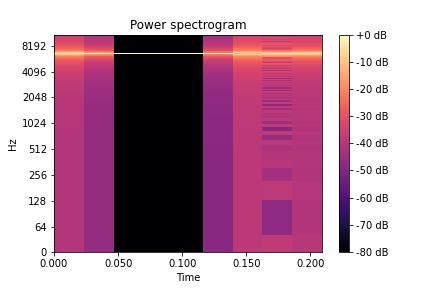 Power spectrogram
8192
4096
2048
1024
512
256
128
64
0
Hz
0.000 0.050 0.100 0.150 0.200
Time
+0 dB
-10 dB
-20 dB
-30 dB
-40 dB
-50 dB
-60 dB
-70 dB
-80 dB